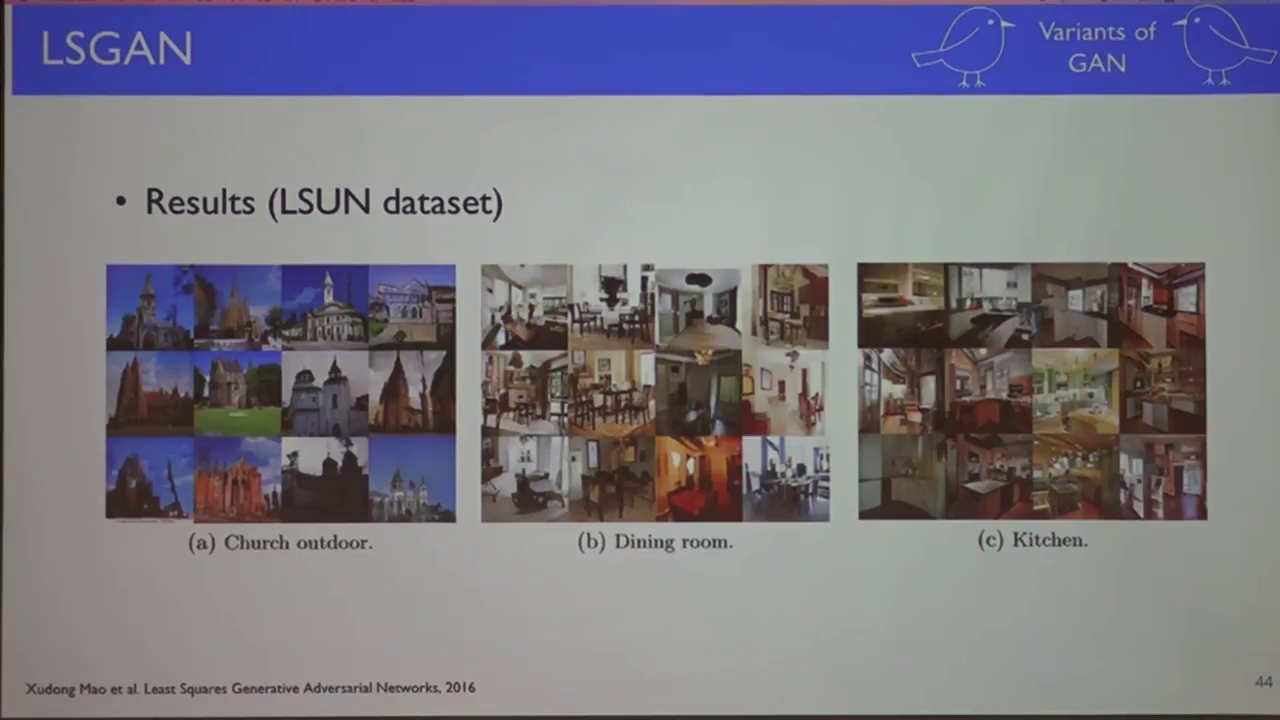 LSGAN
Variants of
GAN
• Results (LSUN dataset)
(a) Church outdoor.
(b) Dining room.
(c) Kitchen.
Xudong Mao et al. Least Squares Generative Adversarial Networks, 2016
44